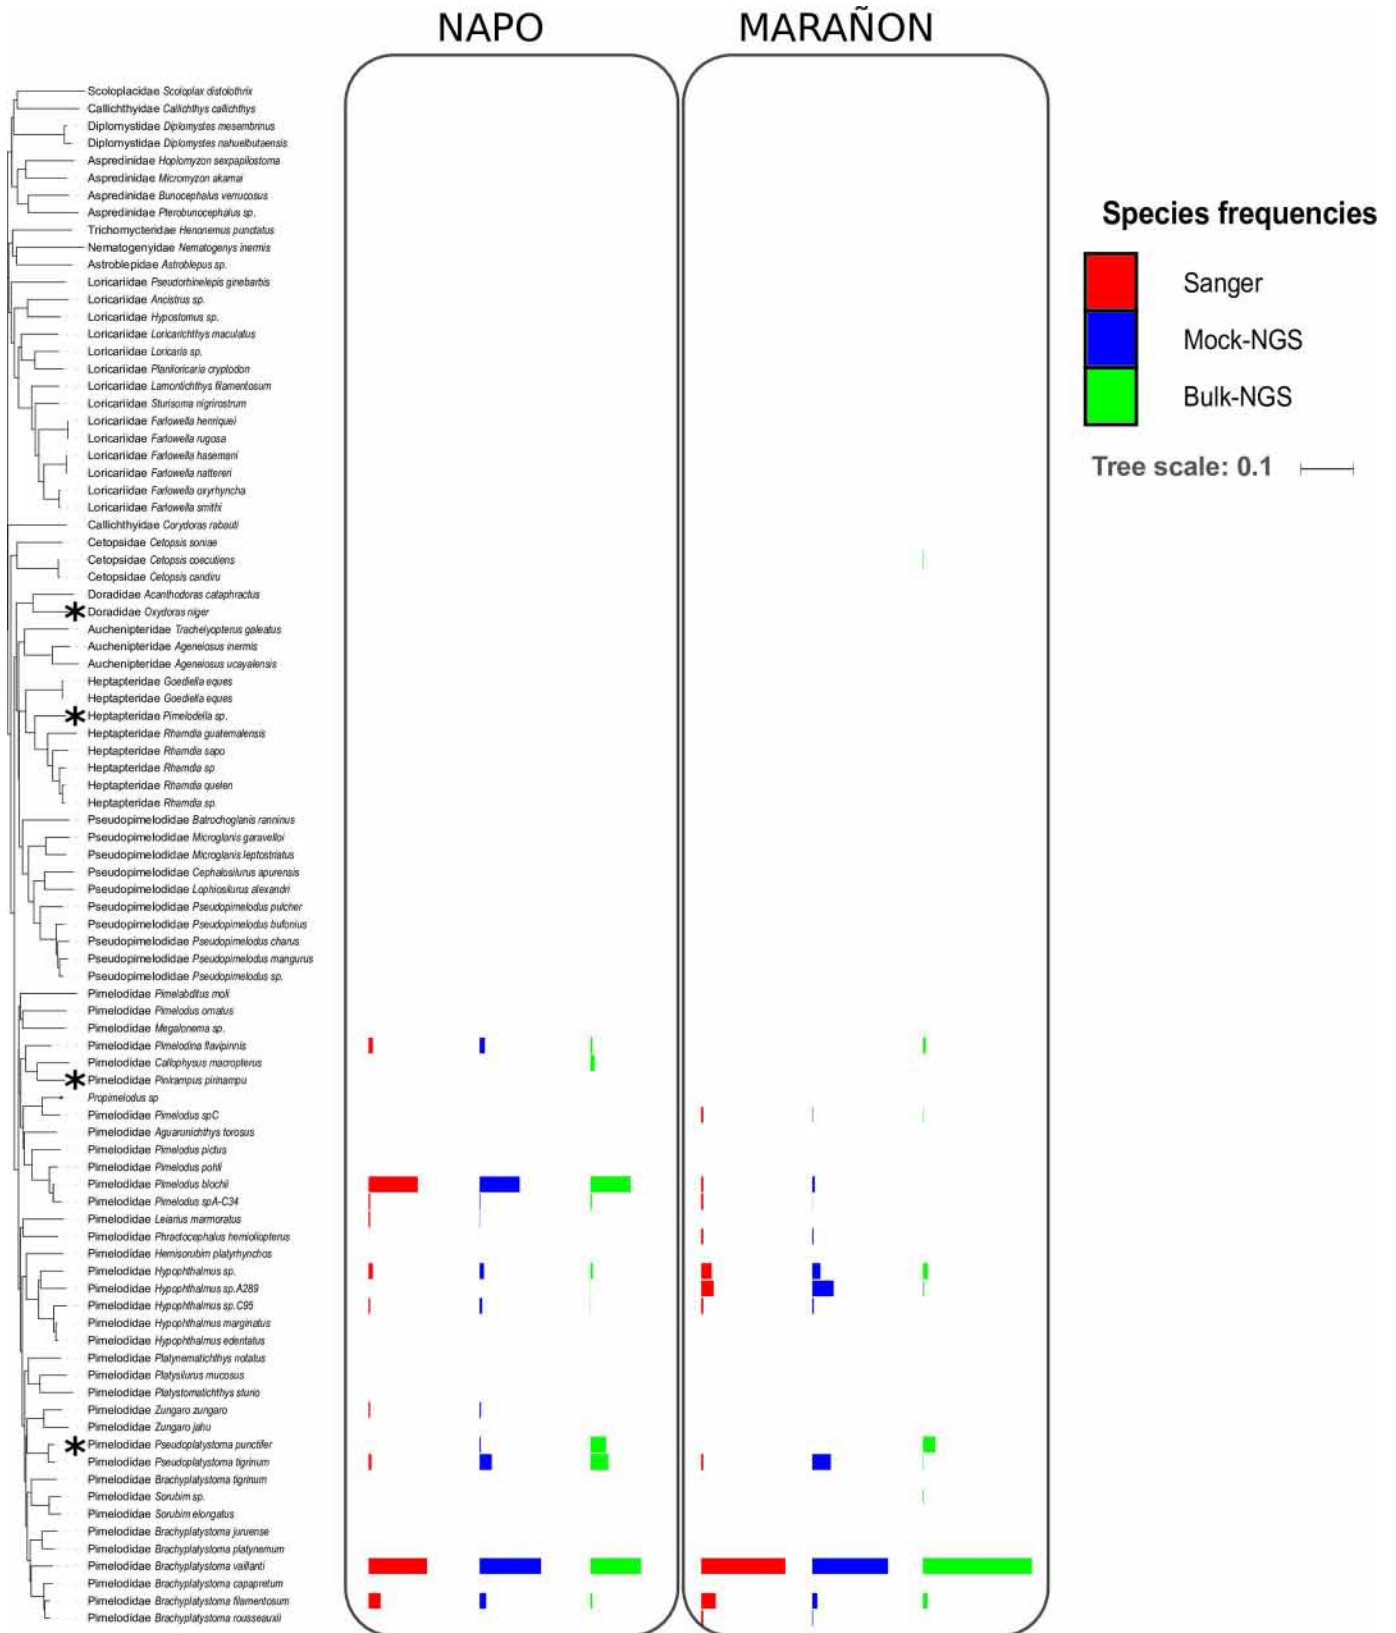 NAPO
MARAÑON
Scoloplacidae Scoloplax distolothrix
Callichthyidae Callichthys callichthys
Diplomystidae Diplomystes mesembrinus
Diplomystidae Diplomystes nahuelbutaensis
Aspredinidae Hoplomyzon sexpapilostoma
Aspredinidae Micromyzon akamai
Aspredinidae Bunocephalus verrucosus
Aspredinidae Pterobunocephalus sp.
Trichomycteridae Henonemus punctatus
Nematogenyidae Nematogenys inermis
Astroblepidae Astroblepus sp.
Loricariidae Pseudorhinelepis ginebarbis
Loricariidae Ancistrus sp.
Loricariidae Hypostomus sp.
Loricariidae Loricarichthys maculatus
Loricariidae Loricaria sp.
Loricariidae Planiloricaria cryptodon
Loricariidae Lamontichthys filamentosum
Loricariidae Sturisoma nigrirostrum
Loricariidae Farlowella henriquei
Loricariidae Farlowella rugosa
Loricariidae Farlowella hasemani
Loricariidae Farlowella nattereri
Loricariidae Farlowella oxyrhyncha
Loricariidae Farlowella smithi
Callichthyidae Corydoras rabauti
Cetopsidae Cetopsis soniae
Cetopsidae Cetopsis coecutiens
Cetopsidae Cetopsis candiru
Doradidae Acanthodoras cataphractus
Doradidae Oxydoras niger
Auchenipteridae Trachelyopterus galeatus
Auchenipteridae Ageneiosus inermis
Auchenipteridae Ageneiosus ucayalensis
Heptapteridae Goediella eques
Heptapteridae Goediella eques
Heptapteridae Pimelodella sp.
Heptapteridae Rhamdia guatemalensis
Heptapteridae Rhamdia sapo
Heptapteridae Rhamdia sp
Heptapteridae Rhamdia quelen
Heptapteridae Rhamdia sp.
Pseudopimelodidae Batrochoglanis ranninus
Pseudopimelodidae Microglanis garavelloi
Pseudopimelodidae Microglanis leptostriatus
Pseudopimelodidae Cephalosilurus apurensis
Pseudopimelodidae Lophiosilurus alexandri
Pseudopimelodidae Pseudopimelodus pulcher
Pseudopimelodidae Pseudopimelodus bufonius
Pseudopimelodidae Pseudopimelodus charus
Pseudopimelodidae Pseudopimelodus mangurus
Pseudopimelodidae Pseudopimelodus sp.
Pimelodidae Pimelabditus moli
Pimelodidae Pimelodus ornatus
Pimelodidae Megalonema sp.
Pimelodidae Pimelodina flavipinnis
Pimelodidae Callophysus macropterus
Pimelodidae Pinirampus pirinampu
Propimelodus sp
Pimelodidae Pimelodus spC
Pimelodidae Aguarunichthys torosus
Pimelodidae Pimelodus pictus
Pimelodidae Pimelodus pohli
Pimelodidae Pimelodus blochii
Pimelodidae Pimelodus spA-C34
Pimelodidae Leiarius marmoratus
Pimelodidae Phractocephalus hemioliopterus
Pimelodidae Hemisorubim platyrhynchos
Pimelodidae Hypophthalmus sp.
Pimelodidae Hypophthalmus sp.A289
Pimelodidae Hypophthalmus sp.C95
Pimelodidae Hypophthalmus marginatus
Pimelodidae Hypophthalmus edentatus
Pimelodidae Platynematichthys notatus
Pimelodidae Platysilurus mucosus
Pimelodidae Platystomatichthys sturio
Pimelodidae Zungaro zungaro
Pimelodidae Zungaro jahu
Pimelodidae Pseudoplatystoma punctifer
Pimelodidae Pseudoplatystoma tigrinum
Pimelodidae Brachyplatystoma tigrinum
Pimelodidae Sorubim sp.
Pimelodidae Sorubim elongatus
Pimelodidae Brachyplatystoma juruense
Pimelodidae Brachyplatystoma platynemum
Pimelodidae Brachyplatystoma vaillanti
Pimelodidae Brachyplatystoma capapretum
Pimelodidae Brachyplatystoma filamentosum
Pimelodidae Brachyplatystoma rousseauxii
Species frequencies
Sanger
Mock-NGS
Bulk-NGS
Tree scale: 0.1